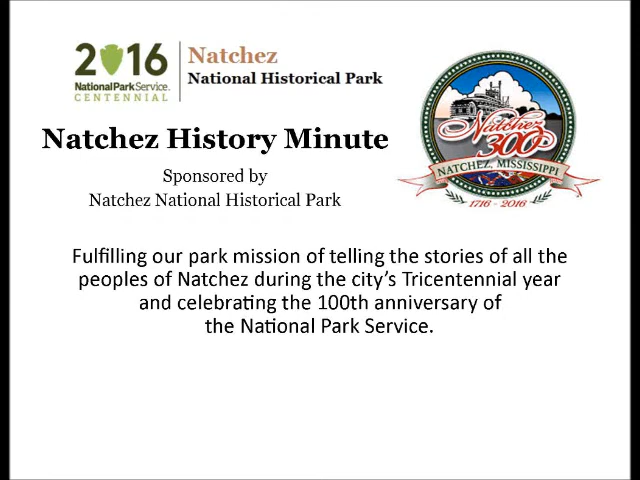 2016
National Park Service
CENTENNIAL
Natchez
National Historical Park
Natchez History Minute
Sponsored by
Natchez National Historical Park
Natchez
300
NATCHEZ, MISSISSIPPI
1716 - 2016
Fulfilling our park mission of telling the stories of all the
peoples of Natchez during the city's Tricentennial year
and celebrating the 100th anniversary of
the National Park Service.